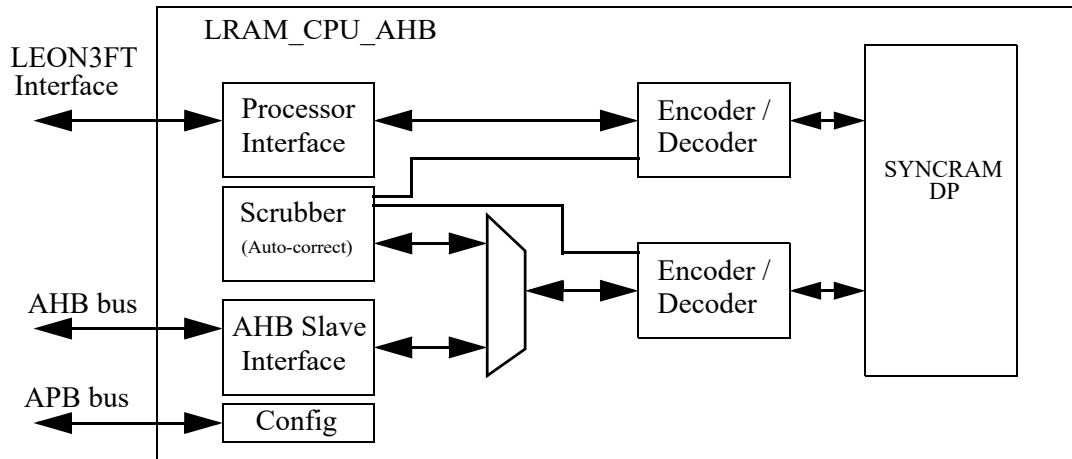 LRAM_CPU_AHB
LEON3FT
Interface
Processor
Interface
Encoder /
Decoder
SYNCRAM
DP
Scrubber
(Auto-correct)
Encoder /
Decoder
AHB bus
AHB Slave
Interface
APB bus
Config